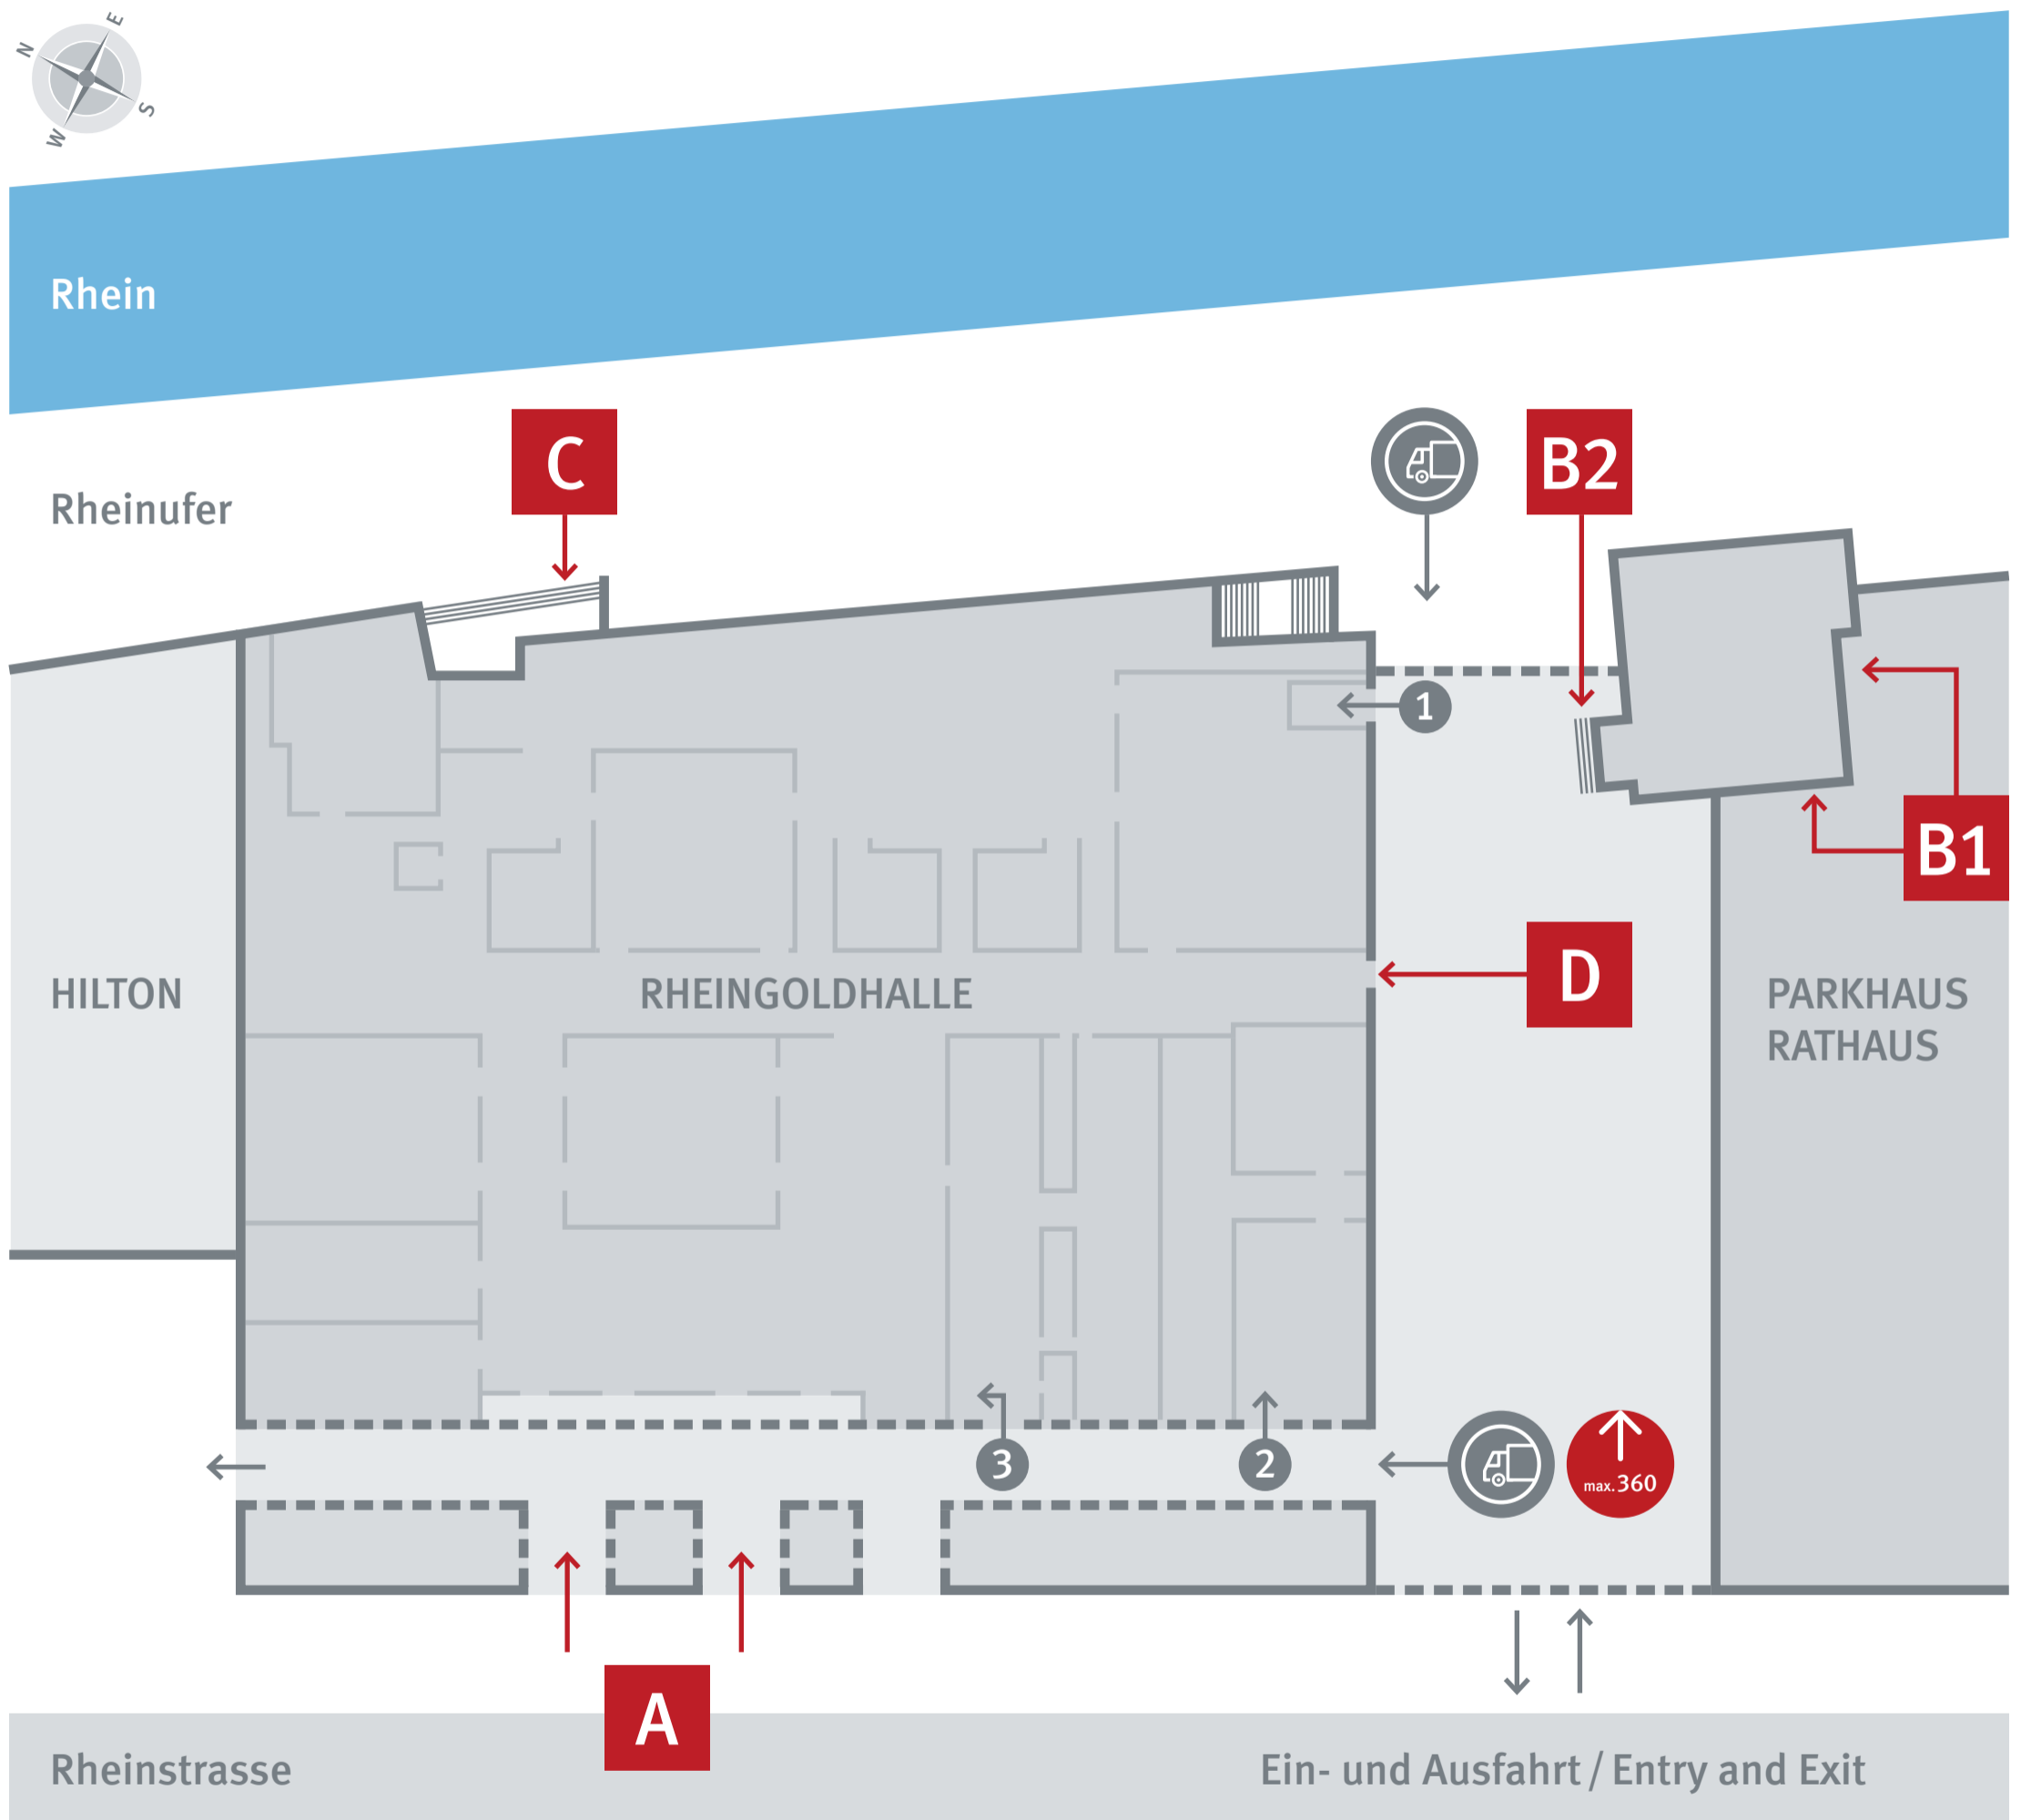 N
E
S
W
Rhein
Rheinufer
C
B2
1
B1
D
HILTON
RHEINGOLDHALLE
PARKHAUS
RATHAUS
3
2
max. 360
A
Rheinstrasse
Ein- und Ausfahrt / Entry and Exit